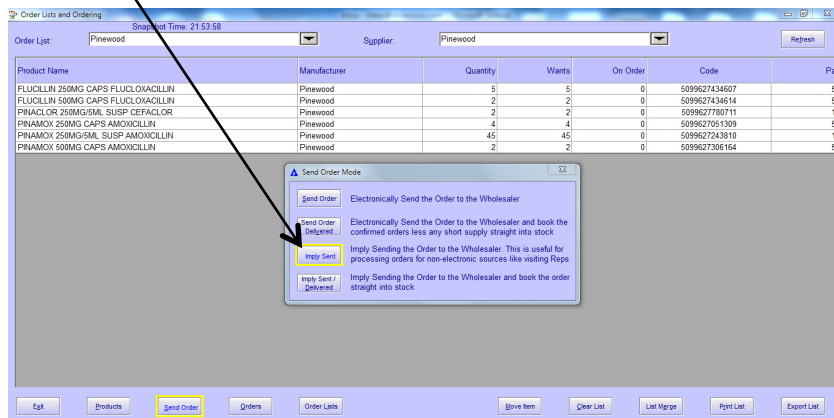 Order Lists and Ordering
Snapshot Time: 21:53:58
Order List: Pinewood Supplier: Pinewood Refresh
Product Name Manufacturer Quantity Wants On Order Code Pa
FLUCILLIN 250MG CAPS FLUCLOXACILLIN Pinewood 5 5 0 5099627434607 5
FLUCILLIN 500MG CAPS FLUCLOXACILLIN Pinewood 2 2 0 5099627434614 5
PINACLOR 250MG/5ML SUSP CEFACLOR Pinewood 2 2 0 5099627780711 1
PINAMOX 250MG CAPS AMOXICILLIN Pinewood 4 4 0 5099627051309 5
PINAMOX 250MG/5ML SUSP AMOXICILLIN Pinewood 45 45 0 5099627243810 1
PINAMOX 500MG CAPS AMOXICILLIN Pinewood 2 2 0 5099627306164 5
Send Order Mode
Send Order Electronically Send the Order to the Wholesaler
Send Order Delivered Electronically Send the Order to the Wholesaler and book the
confirmed orders less any short supply straight into stock
Imply Sent Imply Sending the Order to the Wholesaler. This is useful for
processing orders for non-electronic sources like visiting Reps
Imply Sent / Delivered Imply Sending the Order to the Wholesaler and book the order
straight into stock
Exit Products Send Order Orders Order Lists Move Item Clear List List Merge Print List Export List